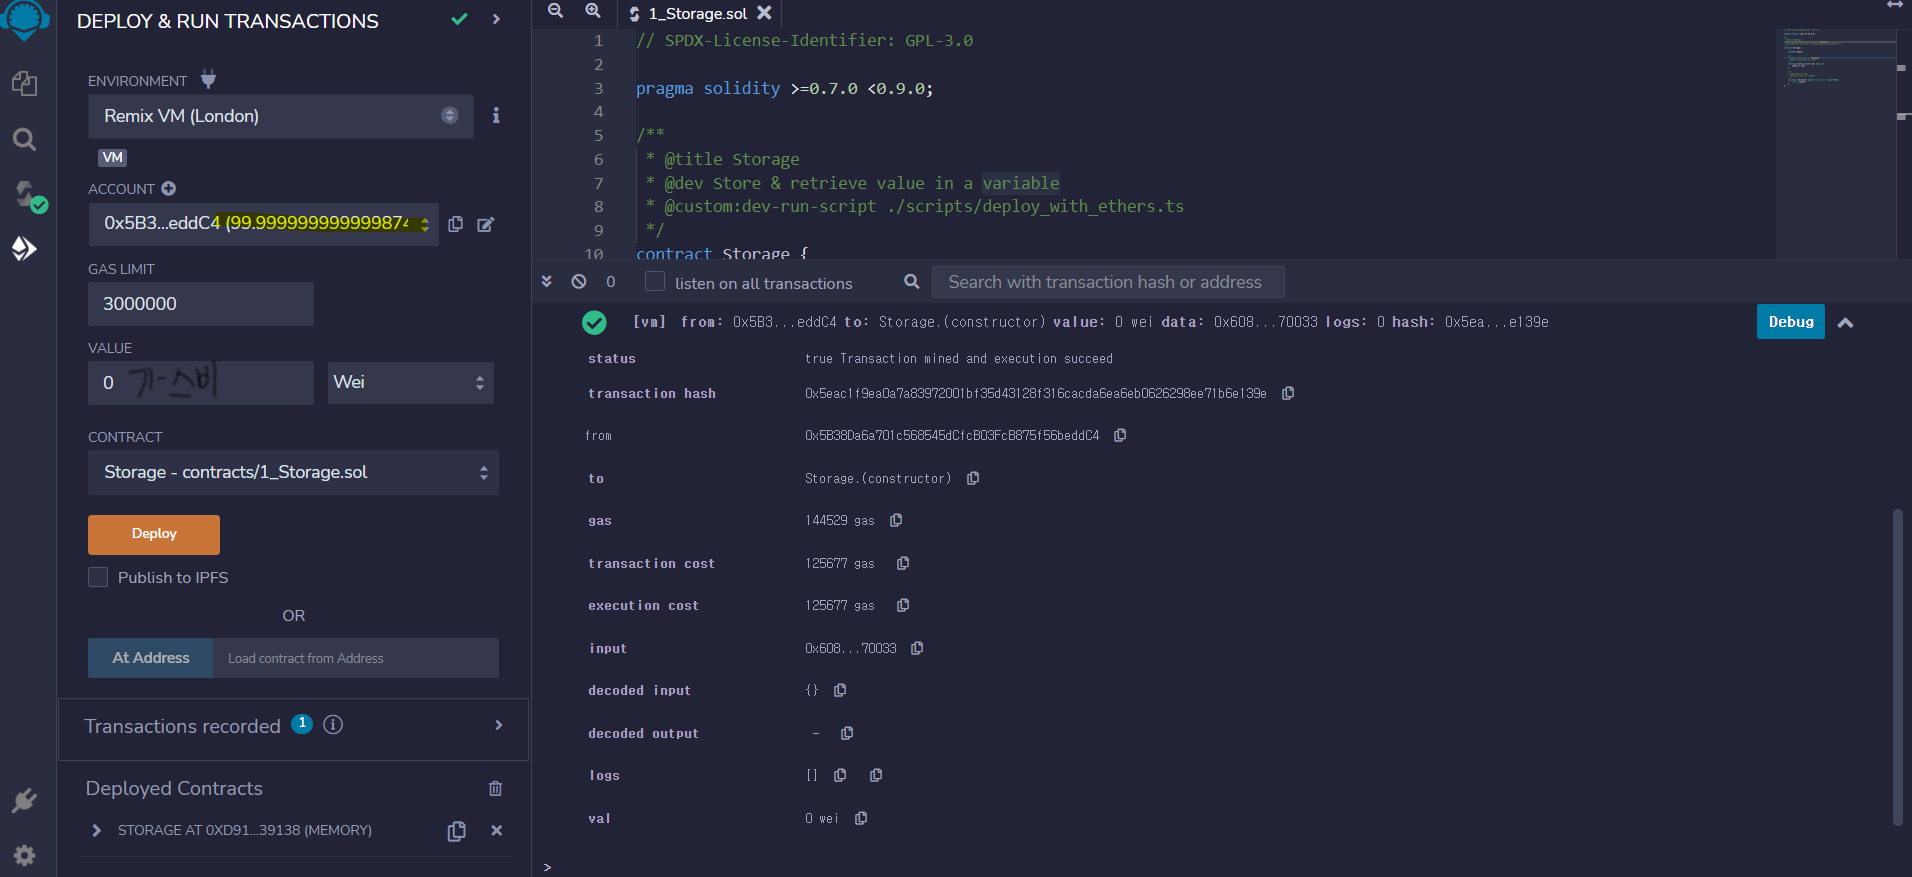 DEPLOY & RUN TRANSACTIONS
ENVIRONMENT
Remix VM (London)
VM
ACCOUNT
0x5B3...eddC4 (99.999999999999874
GAS LIMIT
3000000
VALUE
0 가스비
Wei
CONTRACT
Storage - contracts/1_Storage.sol
Deploy
Publish to IPFS
OR
At Address
Load contract from Address
Transactions recorded 1
Deployed Contracts
STORAGE AT 0XD91...39138 (MEMORY)
1_Storage.sol
1 // SPDX-License-Identifier: GPL-3.0
2
3 pragma solidity >=0.7.0 <0.9.0;
4
5 /**
6 * @title Storage
7 * @dev Store & retrieve value in a variable
8 * @custom:dev-run-script ./scripts/deploy_with_ethers.ts
9 */
10 contract Storage {
0 listen on all transactions
Search with transaction hash or address
[vm] from: 0x5B3...eddC4 to: Storage.(constructor) value: 0 wei data: 0x608...70033 logs: 0 hash: 0x5ea...e139e
Debug
status true Transaction mined and execution succeed
transaction hash 0x5eac1f9ea0a7a83972001bf35d43128f316cacda6ea6eb0626298ee71b6e139e
from 0x5B38Da6a701c568545dCfcB03FcB875f56beddC4
to Storage.(constructor)
gas 144529 gas
transaction cost 125677 gas
execution cost 125677 gas
input 0x608...70033
decoded input {}
decoded output -
logs []
val 0 wei
>